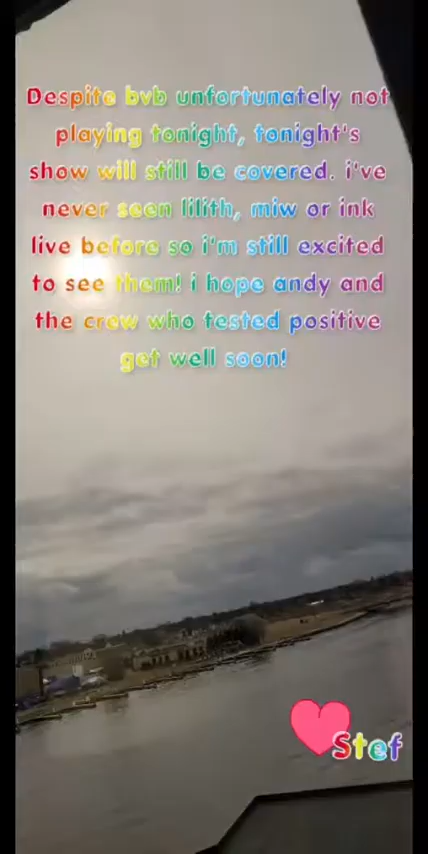 Despite bvb unfortunately not
playing tonight, tonight's
show will still be covered. i've
never seen lilith, miw or ink
live before so i'm still excited
to see them! i hope andy and
the crew who tested positive
get well soon!
Stef